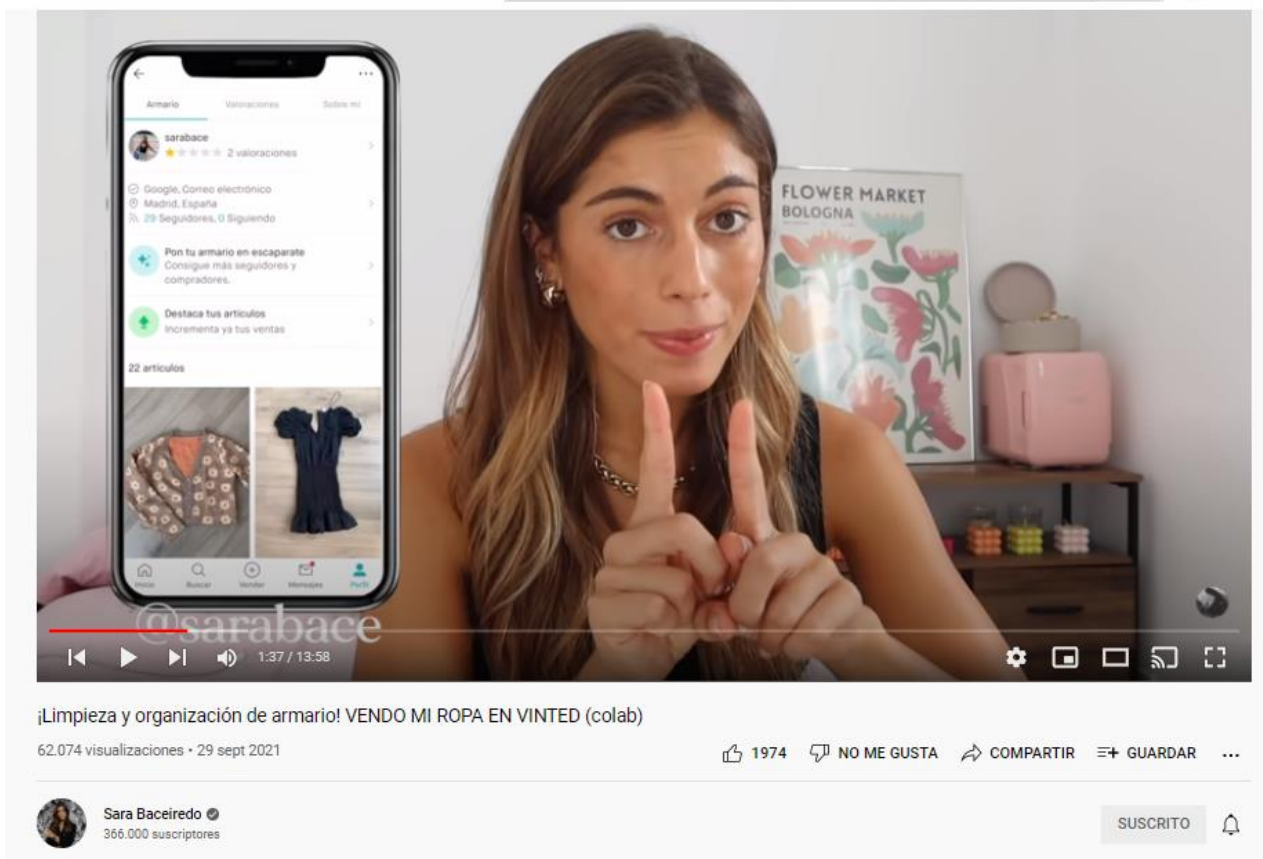 Armario Valoraciones Sobre mí
sarabace
2 valoraciones
Google, Correo electrónico
Madrid, España
29 Seguidores, 0 Siguiendo
Pon tu armario en escaparate
Consigue más seguidores y
compradores.
Destaca tus artículos
Incrementa ya tus ventas
22 artículos
Inicio Buscar Vender Mensajes Perfil
@sarabace
FLOWER MARKET
BOLOGNA
1:37 / 13:58
¡Limpieza y organización de armario! VENDO MI ROPA EN VINTED (colab)
62.074 visualizaciones • 29 sept 2021
1974 NO ME GUSTA COMPARTIR GUARDAR
Sara Baceiredo
366.000 suscriptores
SUSCRITO